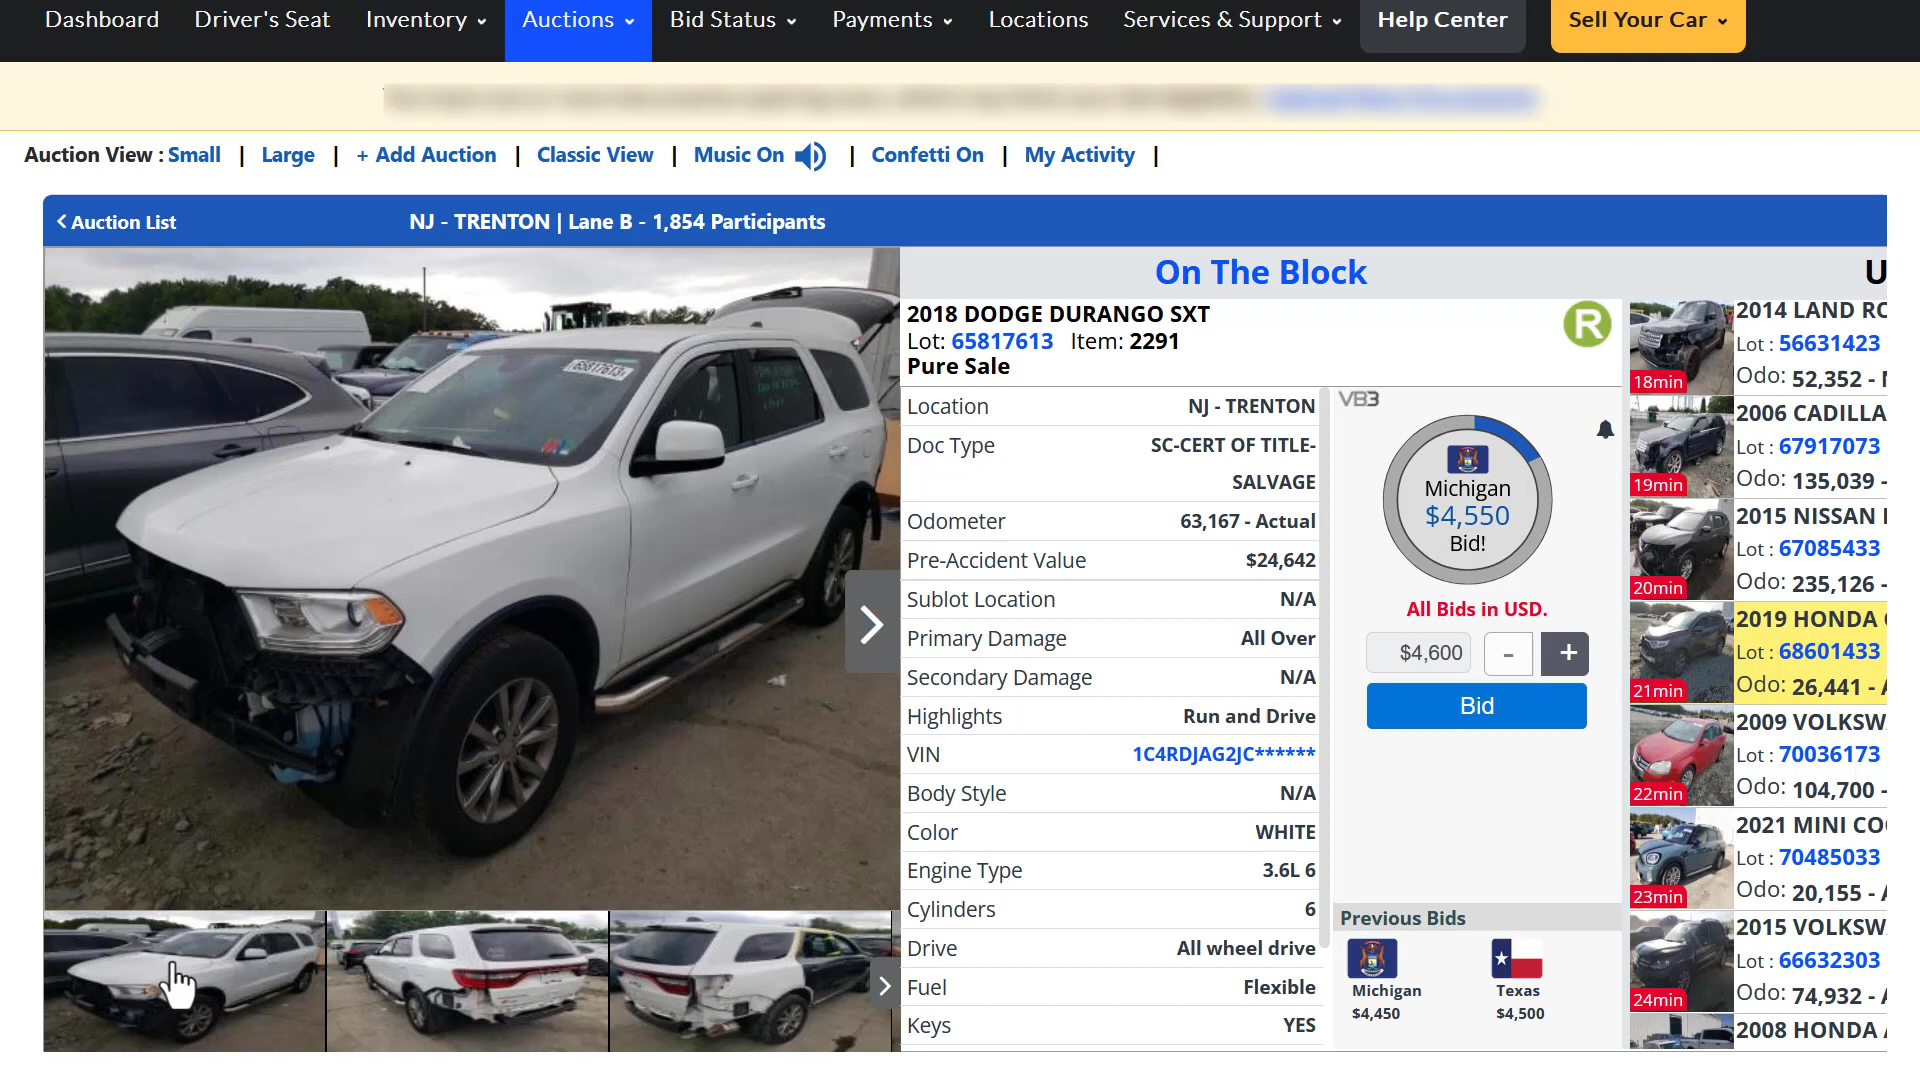 Dashboard Driver's Seat Inventory Auctions Bid Status Payments Locations Services & Support Help Center Sell Your Car
Auction View : Small | Large | + Add Auction | Classic View | Music On | Confetti On | My Activity |
Auction List
NJ - TRENTON | Lane B - 1,854 Participants
65817613
On The Block
2018 DODGE DURANGO SXT
Lot: 65817613 Item: 2291
Pure Sale
R
Location NJ - TRENTON
Doc Type SC-CERT OF TITLE-
SALVAGE
Odometer 63,167 - Actual
Pre-Accident Value $24,642
Sublot Location N/A
Primary Damage All Over
Secondary Damage N/A
Highlights Run and Drive
VIN 1C4RDJAG2JC******
Body Style N/A
Color WHITE
Engine Type 3.6L 6
Cylinders 6
Drive All wheel drive
Fuel Flexible
Keys YES
VB3
Michigan
$4,550
Bid!
All Bids in USD.
$4,600 - +
Bid
Previous Bids
Michigan
$4,450
Texas
$4,500
U
2014 LAND RO
Lot : 56631423
Odo: 52,352 -
18min
2006 CADILLA
Lot : 67917073
Odo: 135,039 -
19min
2015 NISSAN
Lot : 67085433
Odo: 235,126 -
20min
2019 HONDA
Lot : 68601433
Odo: 26,441 - A
21min
2009 VOLKSW
Lot : 70036173
Odo: 104,700 -
22min
2021 MINI COO
Lot : 70485033
Odo: 20,155 - A
23min
2015 VOLKSW
Lot : 66632303
Odo: 74,932 - A
24min
2008 HONDA A